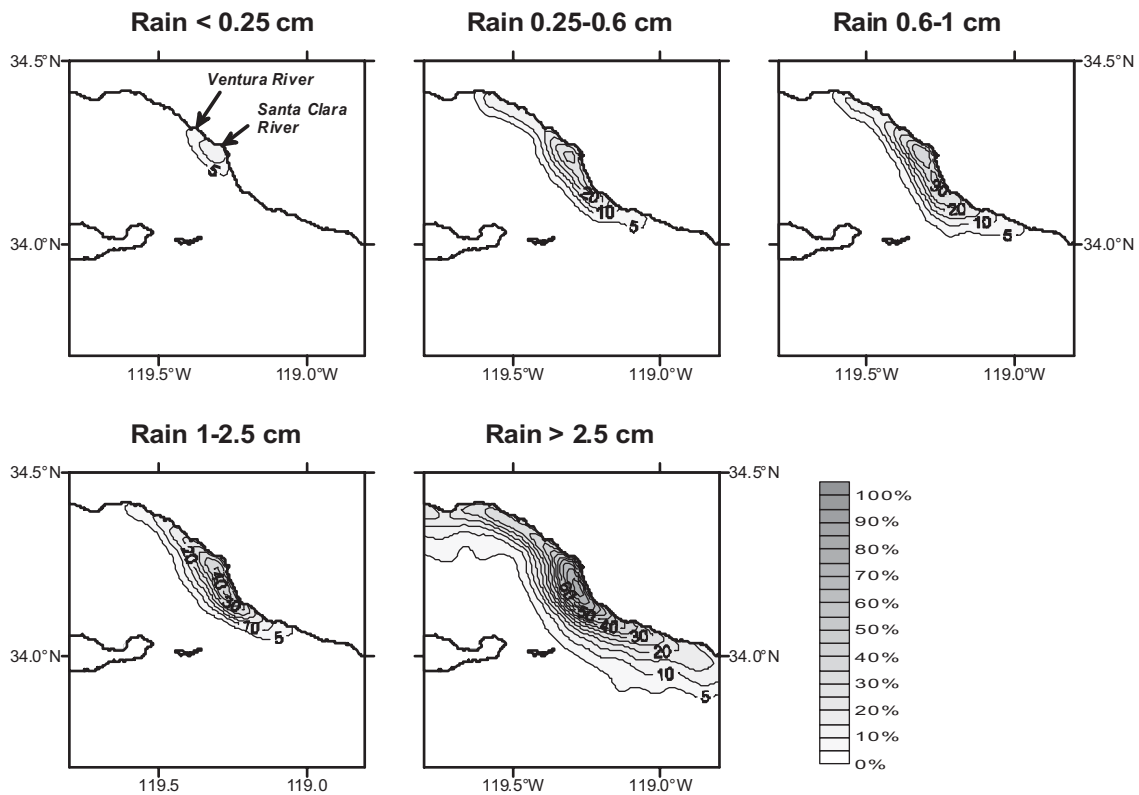 Rain < 0.25 cm
Rain 0.25-0.6 cm
Rain 0.6-1 cm
34.5°N
34.5°N
Ventura River
Santa Clara
River
5
20
10
5
30
20
10
5
34.0°N
34.0°N
119.5°W
119.0°W
119.5°W
119.0°W
119.5°W
119.0°W
Rain 1-2.5 cm
Rain > 2.5 cm
34.5°N
34.5°N
20
30
5
40
30
20
10
5
34.0°N
34.0°N
119.5
119.0
119.5°W
119.0°W
100%
90%
80%
70%
60%
50%
40%
30%
20%
10%
0%